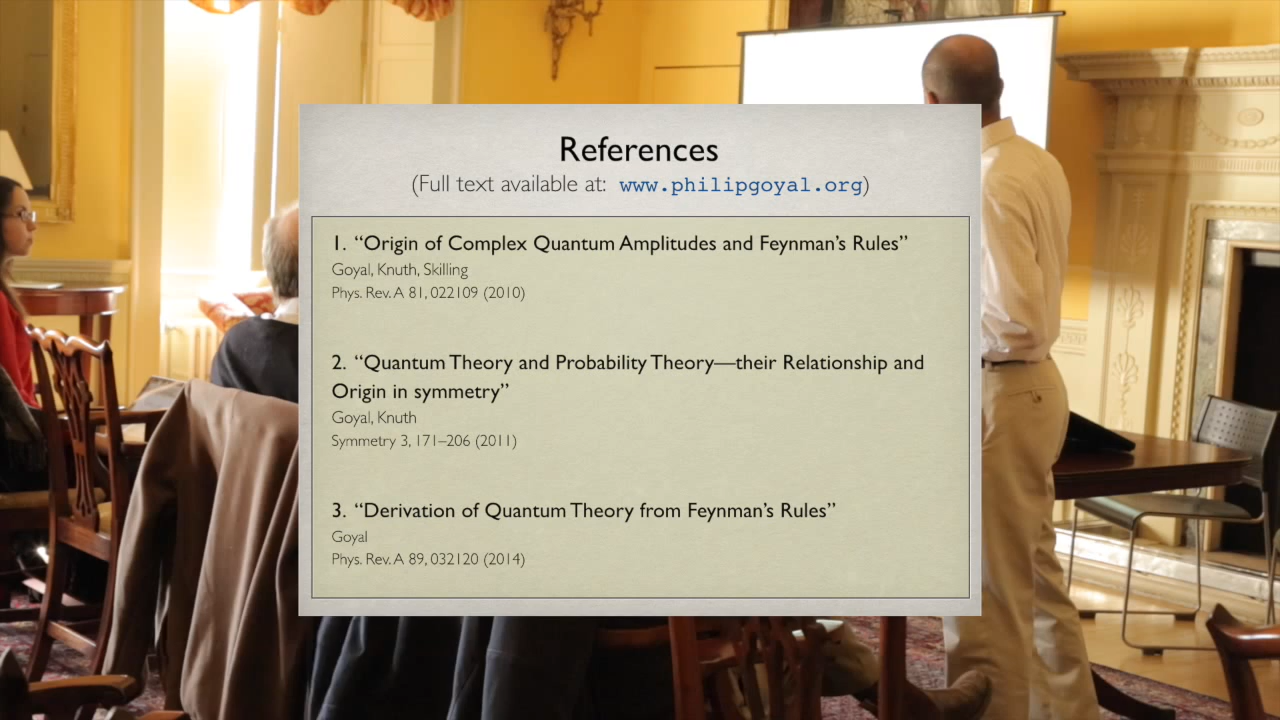 References
(Full text available at: www.philipgoyal.org)
1. “Origin of Complex Quantum Amplitudes and Feynman’s Rules”
Goyal, Knuth, Skilling
Phys. Rev. A 81, 022109 (2010)
2. “Quantum Theory and Probability Theory—their Relationship and
Origin in symmetry”
Goyal, Knuth
Symmetry 3, 171–206 (2011)
3. “Derivation of Quantum Theory from Feynman’s Rules”
Goyal
Phys. Rev. A 89, 032120 (2014)